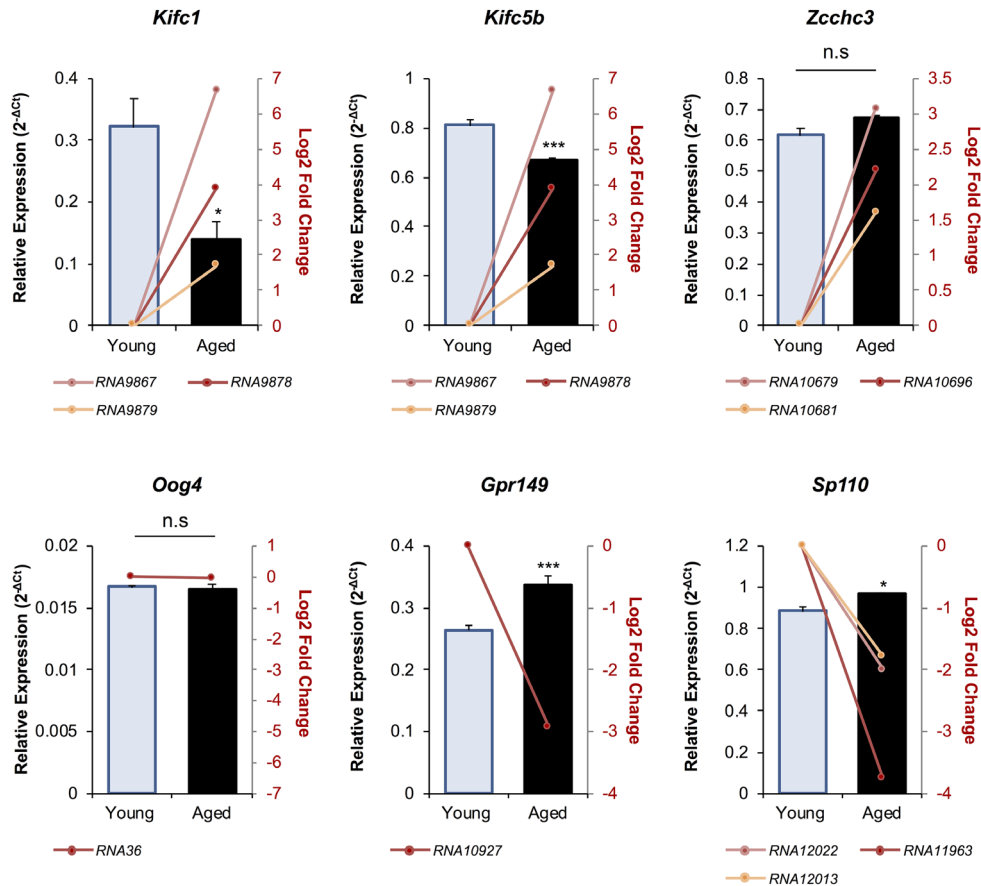 Kifc1
Kifc5b
Zcchc3
n.s
Relative Expression (2-ΔCt)
0.4
0.3
0.2
0.1
0
*
7
6
5
4
3
2
1
0
Log2 Fold Change
Young Aged
RNA9867 RNA9878
RNA9879
Relative Expression (2-ΔCt)
1
0.8
0.6
0.4
0.2
0
***
7
6
5
4
3
2
1
0
Log2 Fold Change
Young Aged
RNA9867 RNA9878
RNA9879
Relative Expression (2-ΔCt)
0.8
0.7
0.6
0.5
0.4
0.3
0.2
0.1
0
3.5
3
2.5
2
1.5
1
0.5
0
Log2 Fold Change
Young Aged
RNA10679 RNA10696
RNA10681
Oog4
n.s
Relative Expression (2-ΔCt)
0.02
0.015
0.01
0.005
0
1
0
-1
-2
-3
-4
-5
-6
-7
Log2 Fold Change
Young Aged
RNA36
Gpr149
Relative Expression (2-ΔCt)
0.4
0.3
0.2
0.1
0
***
0
-1
-2
-3
-4
Log2 Fold Change
Young Aged
RNA10927
Sp110
Relative Expression (2-ΔCt)
1.2
1
0.8
0.6
0.4
0.2
0
*
0
-1
-2
-3
-4
Log2 Fold Change
Young Aged
RNA12022 RNA11963
RNA12013